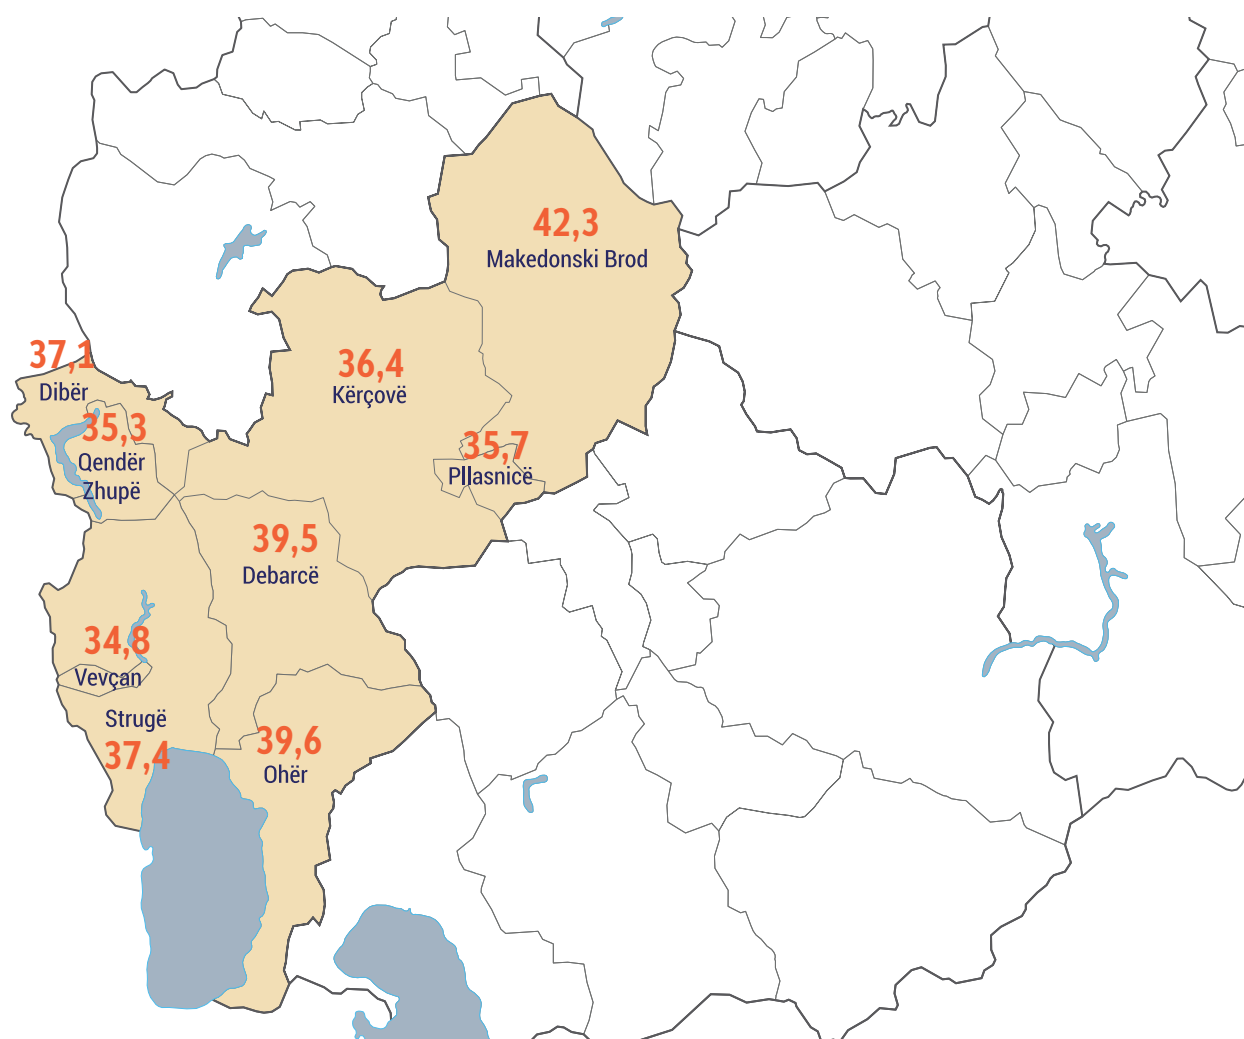 42,3
Makedonski Brod
37,1
Dibër
36,4
Kërçovë
35,3
Qendër
Zhupë
35,7
Pllasnicë
39,5
Debarcë
34,8
Vevçan
Strugë
37,4
39,6
Ohër